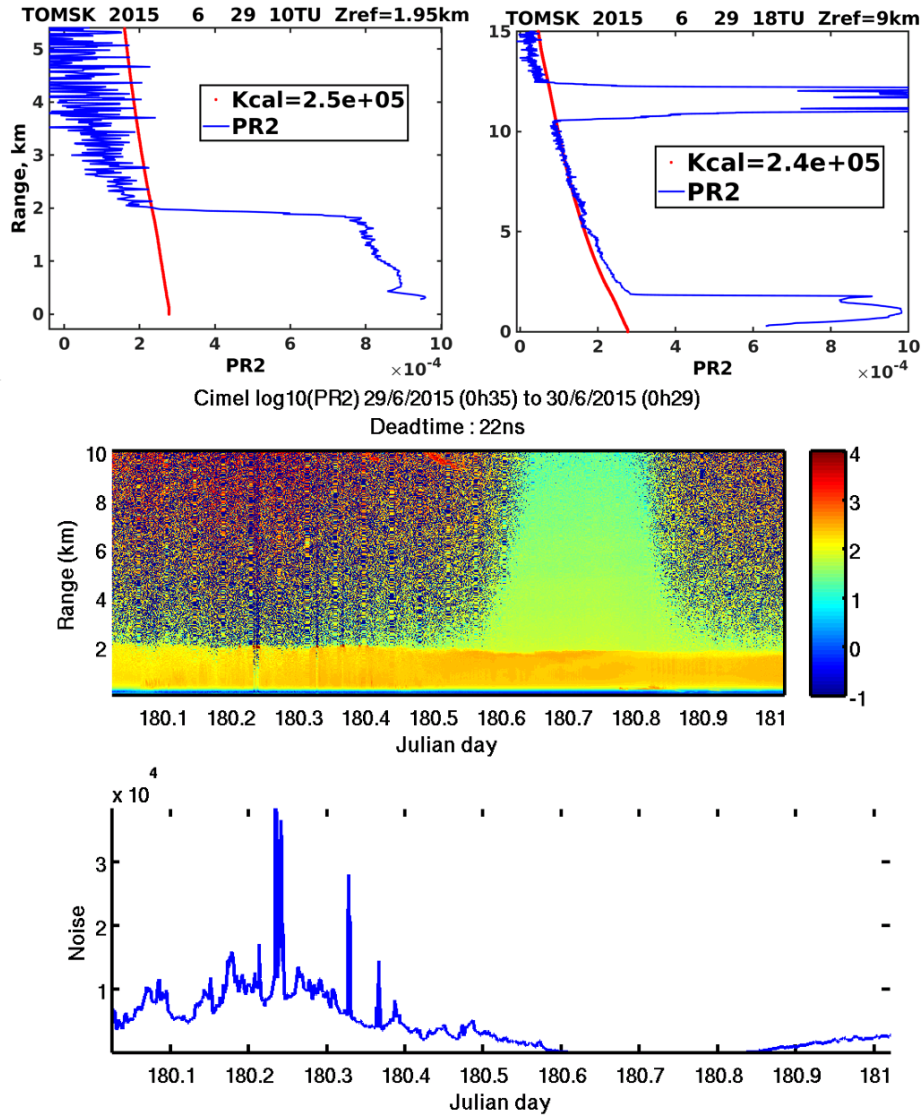 TOMSK 2015 6 29 10TU Zref=1.95km
Range, km
5
4
3
2
1
0
Kcal=2.5e+05
PR2
0 2 4 6 8 10
PR2
×10⁻⁴
TOMSK 2015 6 29 18TU Zref=9km
15
10
5
0
Kcal=2.4e+05
PR2
0 2 4 6 8 10
PR2
×10⁻⁴
Cimel log10(PR2) 29/6/2015 (0h35) to 30/6/2015 (0h29)
Deadtime : 22ns
Range (km)
10
8
6
4
2
4
3
2
1
0
-1
180.1 180.2 180.3 180.4 180.5 180.6 180.7 180.8 180.9 181
Julian day
x 10⁴
Noise
3
2
1
180.1 180.2 180.3 180.4 180.5 180.6 180.7 180.8 180.9 181
Julian day